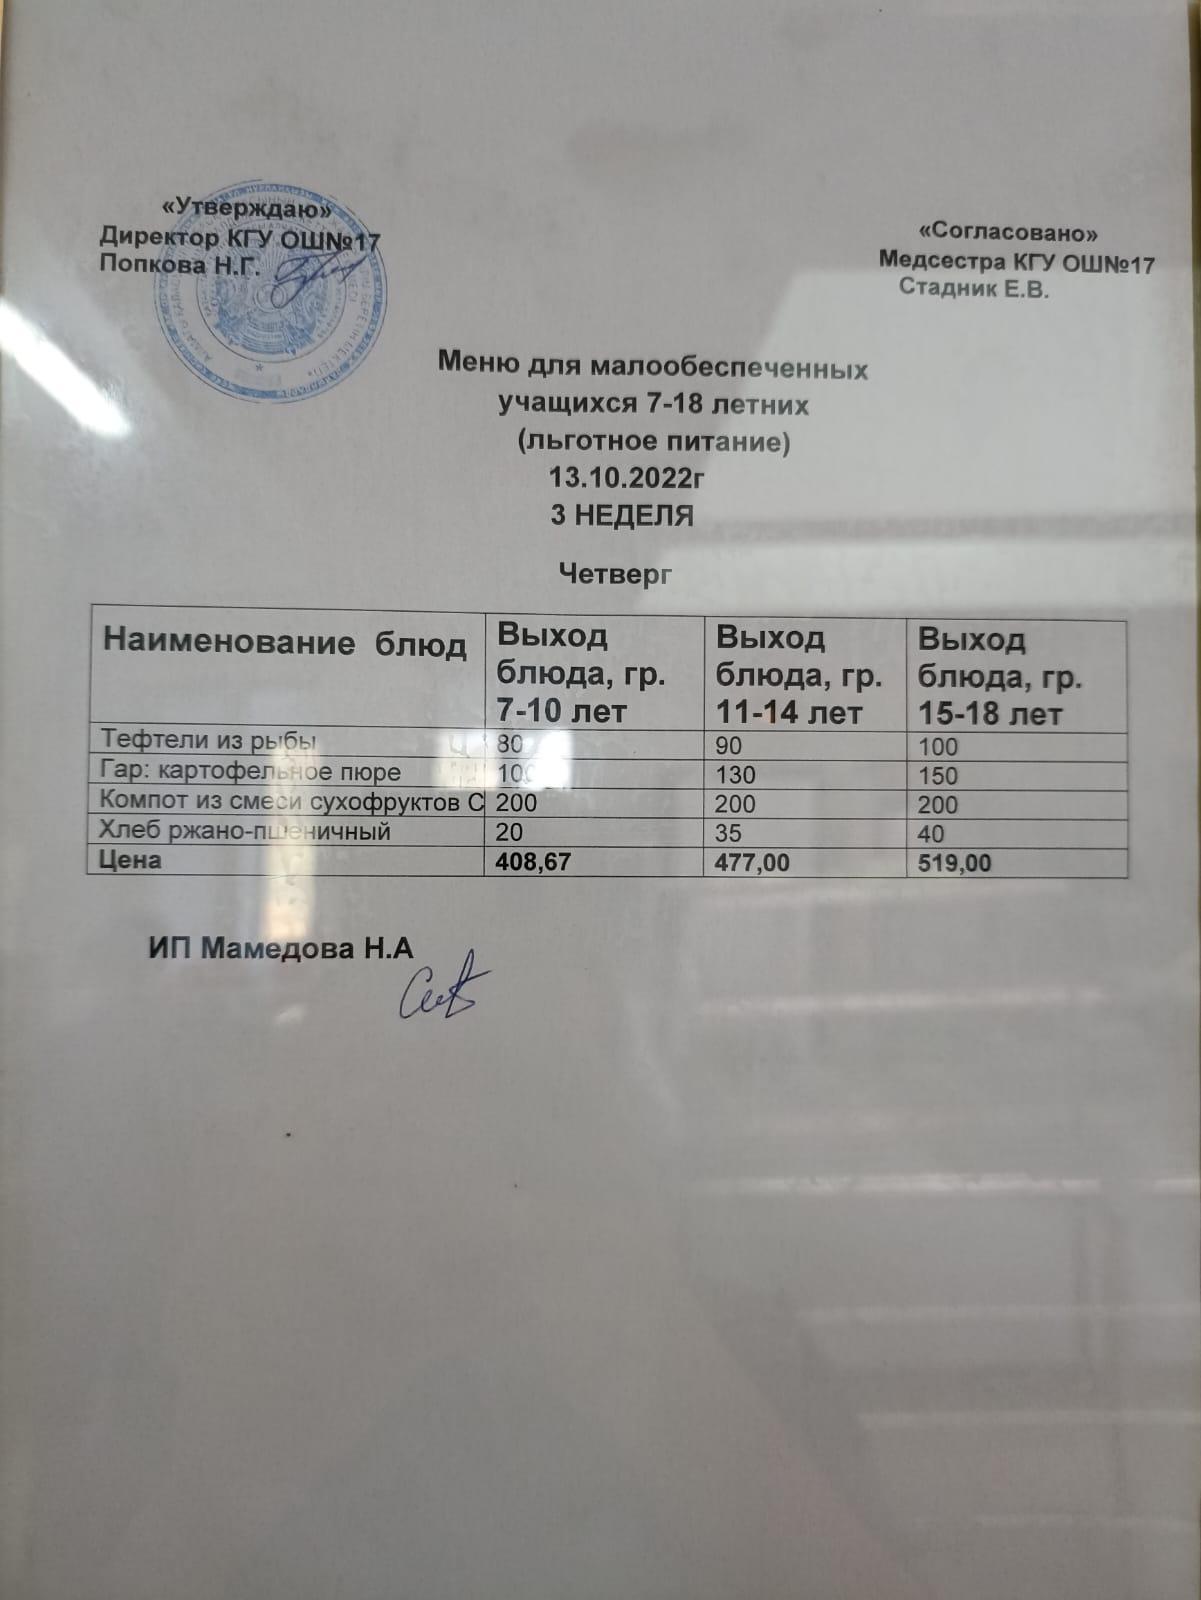 «Утверждаю»
Директор КГУ ОШ№17
Попкова Н.Г.
«Согласовано»
Медсестра КГУ ОШ№17
Стадник Е.В.
Меню для малообеспеченных
учащихся 7-18 летних
(льготное питание)
13.10.2022г
3 НЕДЕЛЯ
Четверг
Наименование блюд Выход блюда, гр. 7-10 лет Выход блюда, гр. 11-14 лет Выход блюда, гр. 15-18 лет
Тефтели из рыбы 80 90 100
Гар: картофельное пюре 100 130 150
Компот из смеси сухофруктов С 200 200 200
Хлеб ржано-пшеничный 20 35 40
Цена 408,67 477,00 519,00
ИП Мамедова Н.А